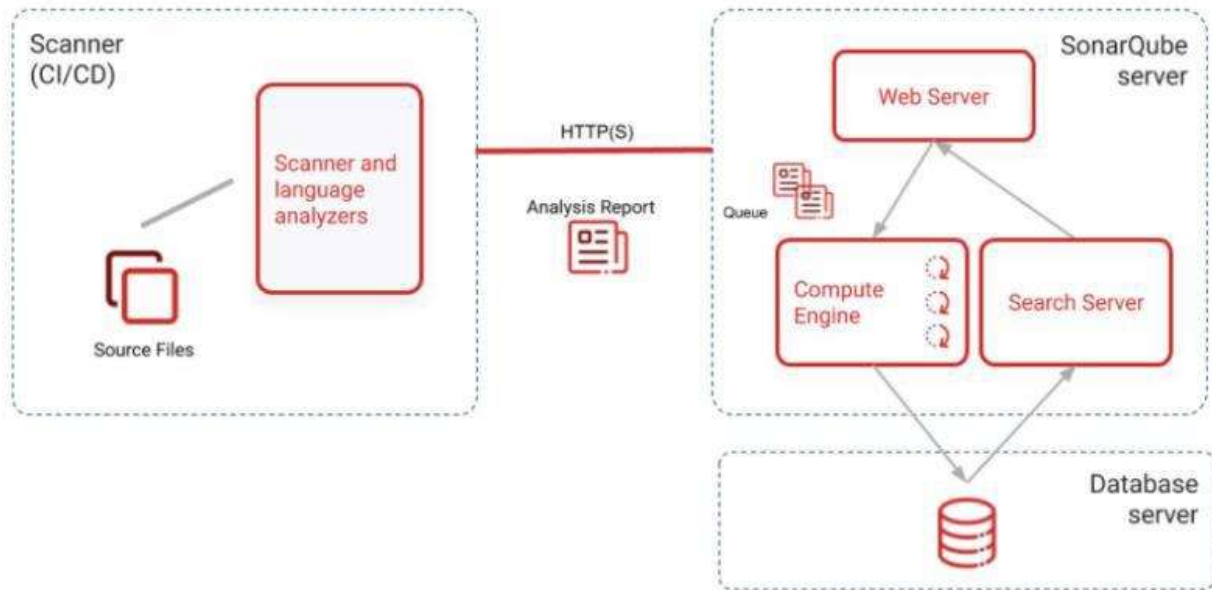 Scanner
(CI/CD)
Scanner and
language
analyzers
Source Files
HTTP(S)
Analysis Report
SonarQube
server
Web Server
Queue
Compute
Engine
Search Server
Database
server